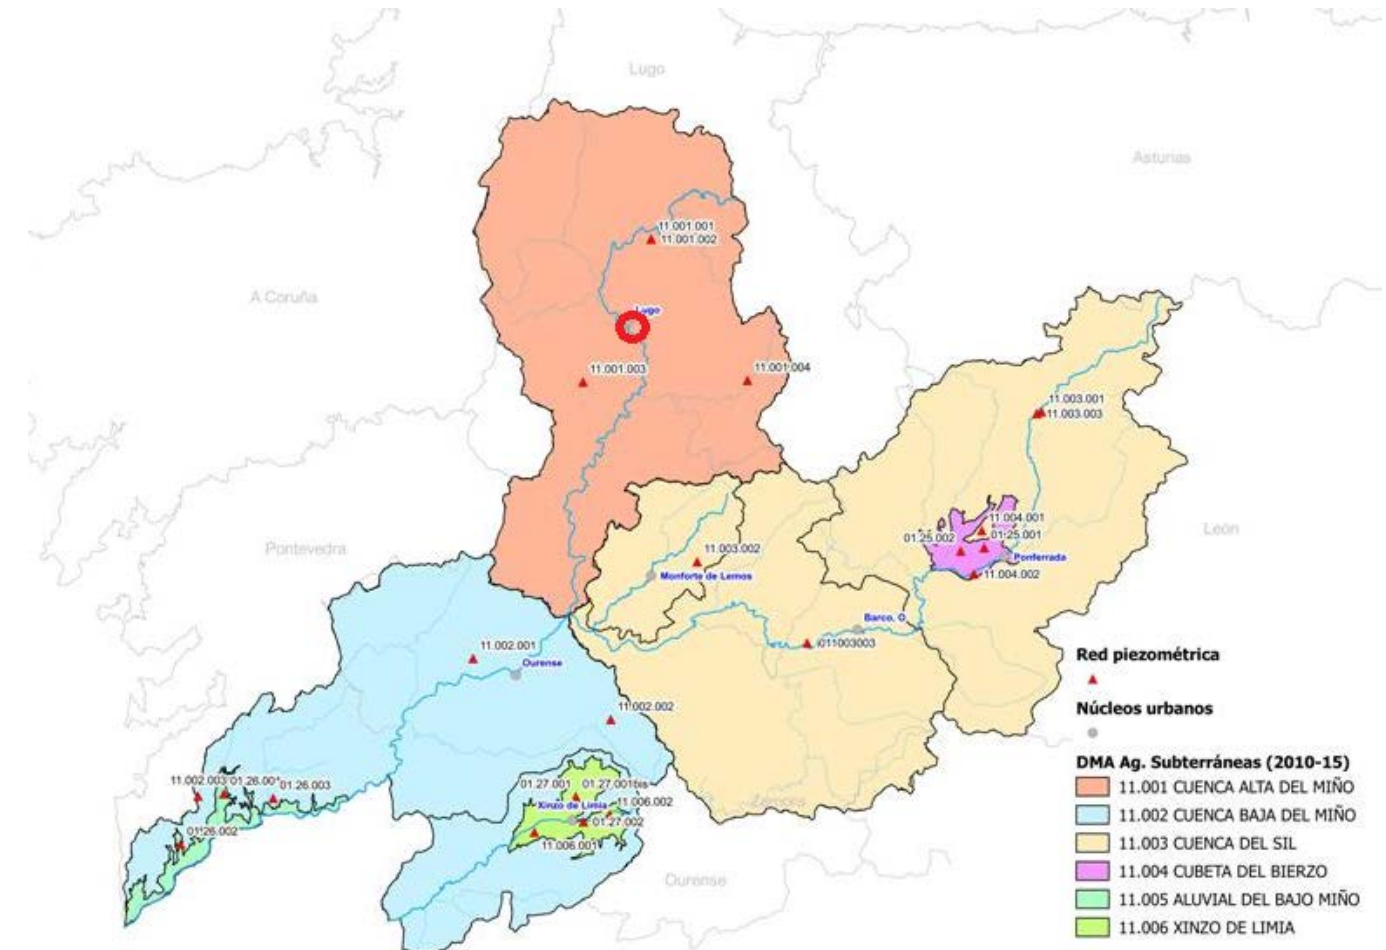 Lugo
Asturias
11.001.001
11.001.002
A Coruña
Lugo
11.001.003
11.001.004
11.003.001
11.003.003
León
11.004.001
01.25.002
01.25.001
Ponferrada
11.004.002
Pontevedra
11.003.002
Monforte de Lemos
Barco, O
011003003
11.002.001
Ourense
11.002.002
11.002.003
01.26.003
01.27.001
01.27.001bis
Xinzo de Limia
11.006.002
01.27.002
01.26.002
11.006.001
Zamora
Ourense
Red piezométrica
Núcleos urbanos
DMA Ag. Subterráneas (2010-15)
11.001 CUENCA ALTA DEL MIÑO
11.002 CUENCA BAJA DEL MIÑO
11.003 CUENCA DEL SIL
11.004 CUBETA DEL BIERZO
11.005 ALUVIAL DEL BAJO MIÑO
11.006 XINZO DE LIMIA